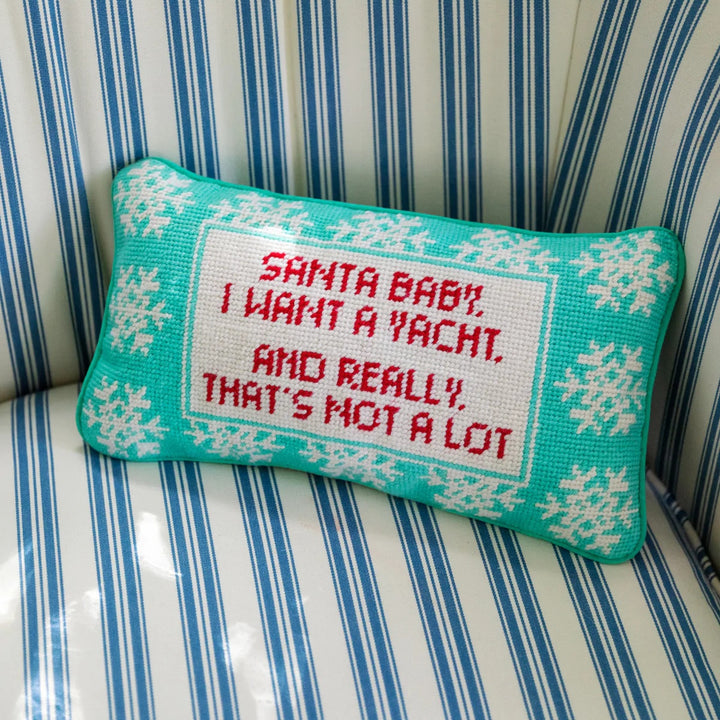 SANTA BABY,
I WANT A YACHT,
AND REALLY,
THAT'S NOT A LOT